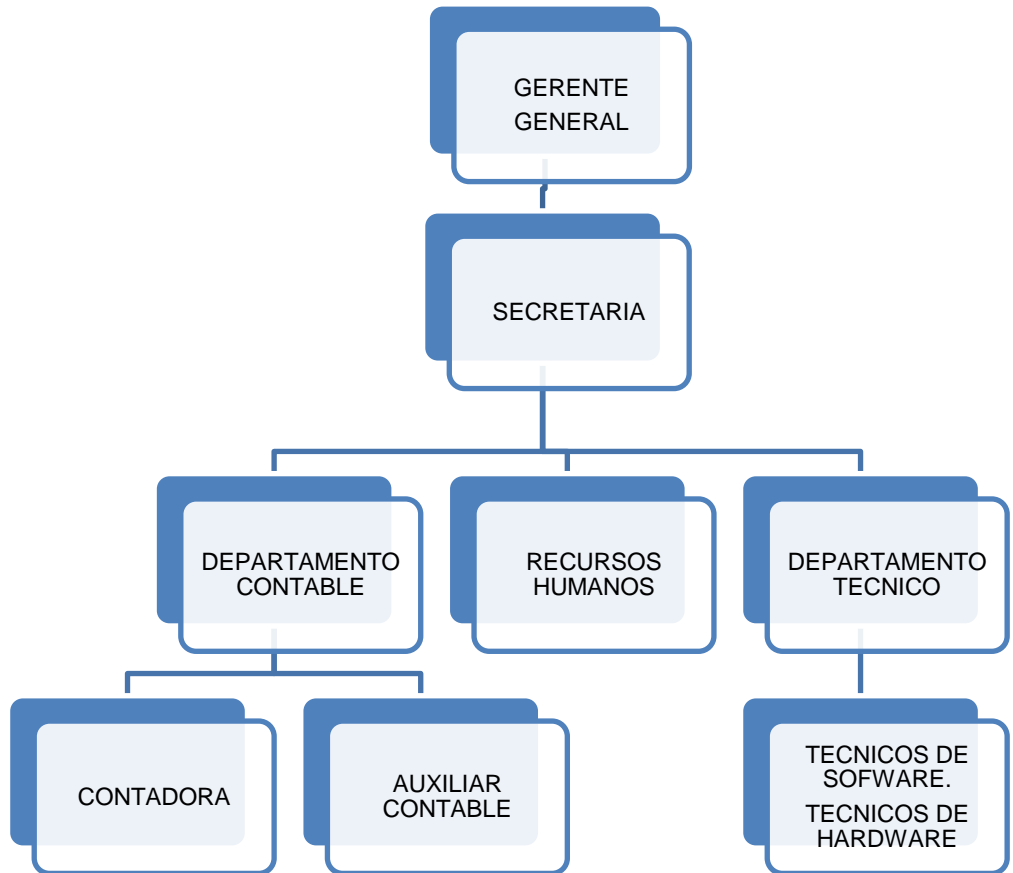 GERENTE
GENERAL
SECRETARIA
DEPARTAMENTO
CONTABLE
RECURSOS
HUMANOS
DEPARTAMENTO
TECNICO
CONTADORA
AUXILIAR
CONTABLE
TECNICOS DE
SOFWARE.
TECNICOS DE
HARDWARE